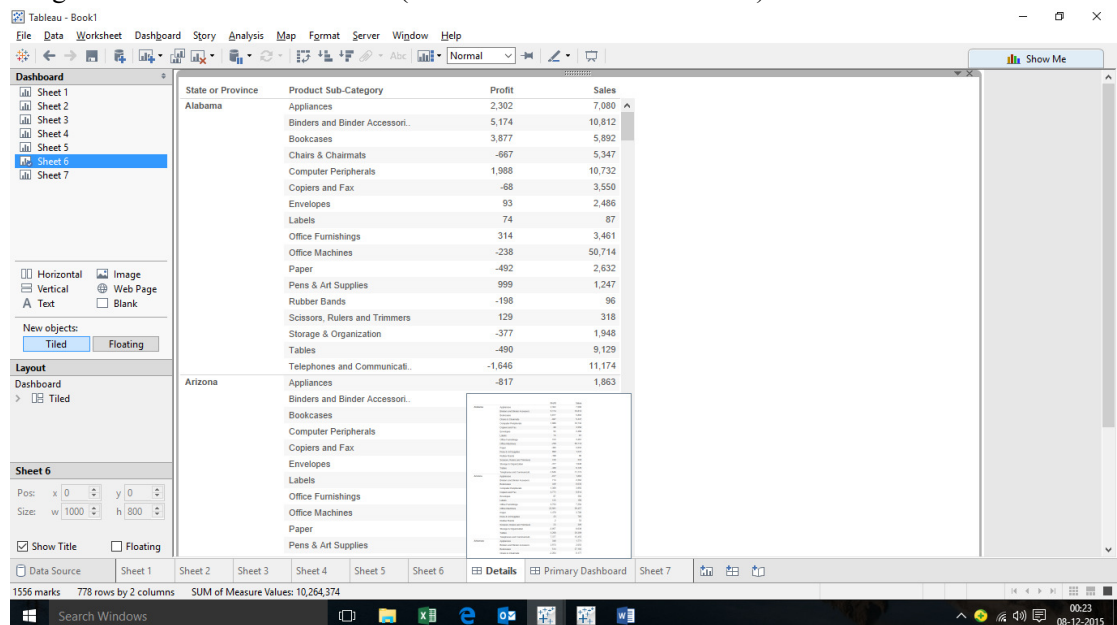 Tableau - Book1
File Data Worksheet Dashboard Story Analysis Map Format Server Window Help
Abc Normal Show Me
Dashboard
Sheet 1
Sheet 2
Sheet 3
Sheet 4
Sheet 5
Sheet 6
Sheet 7
Horizontal Image
Vertical Web Page
A Text Blank
New objects:
Tiled Floating
Layout
Dashboard
Tiled
Sheet 6
Pos: x 0 y 0
Size: w 1000 h 800
Show Title Floating
State or Province Product Sub-Category Profit Sales
Alabama Appliances 2,302 7,080
Binders and Binder Accessori.. 5,174 10,812
Bookcases 3,877 5,892
Chairs & Chairmats -667 5,347
Computer Peripherals 1,988 10,732
Copiers and Fax -68 3,550
Envelopes 93 2,486
Labels 74 87
Office Furnishings 314 3,461
Office Machines -238 50,714
Paper -492 2,632
Pens & Art Supplies 999 1,247
Rubber Bands -198 96
Scissors, Rulers and Trimmers 129 318
Storage & Organization -377 1,948
Tables -490 9,129
Telephones and Communicati.. -1,646 11,174
Arizona Appliances -817 1,863
Binders and Binder Accessori..
Bookcases
Computer Peripherals
Copiers and Fax
Envelopes
Labels
Office Furnishings
Office Machines
Paper
Pens & Art Supplies
Data Source Sheet 1 Sheet 2 Sheet 3 Sheet 4 Sheet 5 Sheet 6 Details Primary Dashboard Sheet 7
1556 marks 778 rows by 2 columns SUM of Measure Values: 10,264,374
Search Windows 00:23
08-12-2015